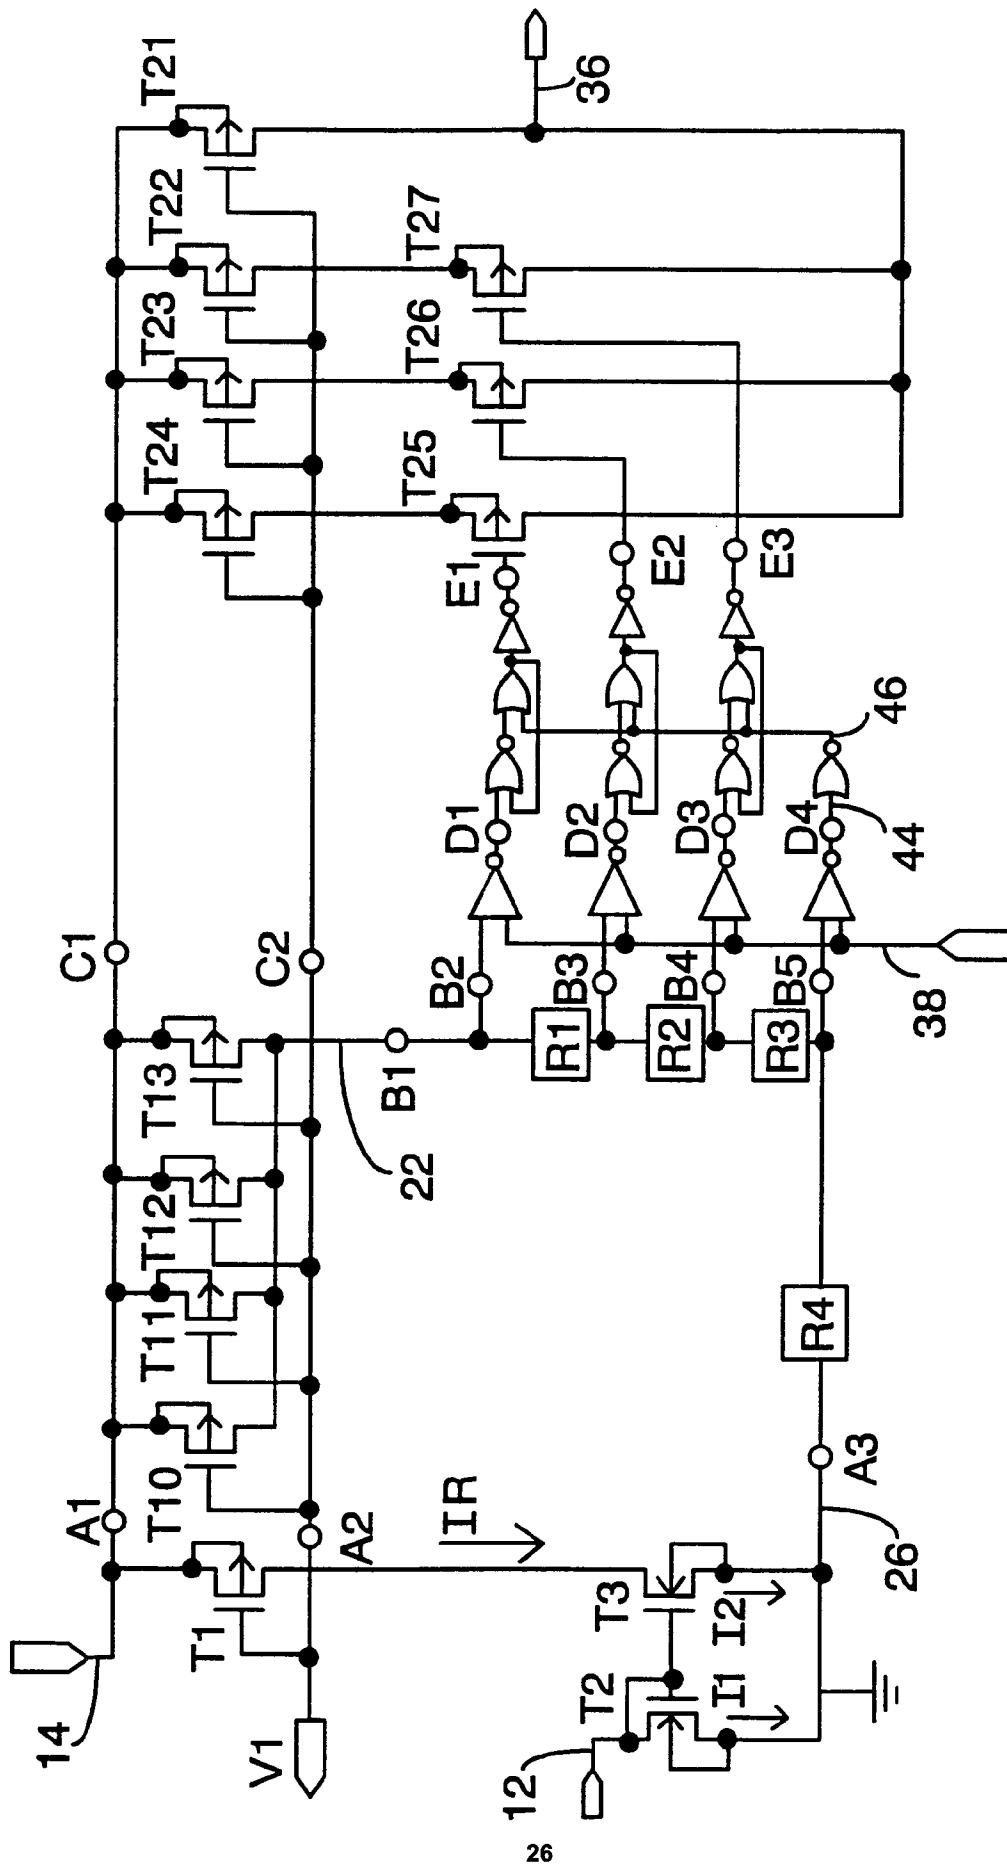 14
V1
T1
A1
A2
T10
T11
T12
T13
C1
C2
T24
T23
T22
T21
IR
22
B1
12
T2
I1
T3
I2
26
A3
R4
R1
R2
R3
B2
B3
B4
B5
38
D1
D2
D3
D4
44
46
E1
E2
E3
T25
T26
T27
36
26